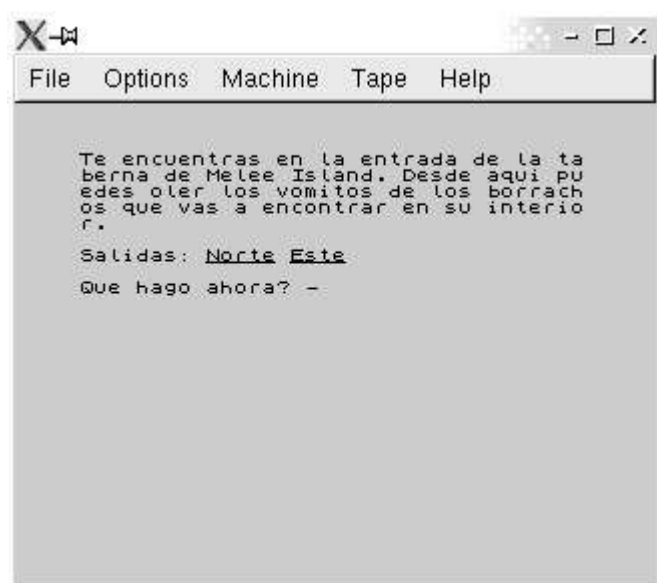 File Options Machine Tape Help
Te encuentras en la entrada de la ta
berna de Melee Island. Desde aqui pu
edes oler los vomitos de los borrach
os que vas a encontrar en su interio
r.
Salidas: Norte Este
Que hago ahora? -